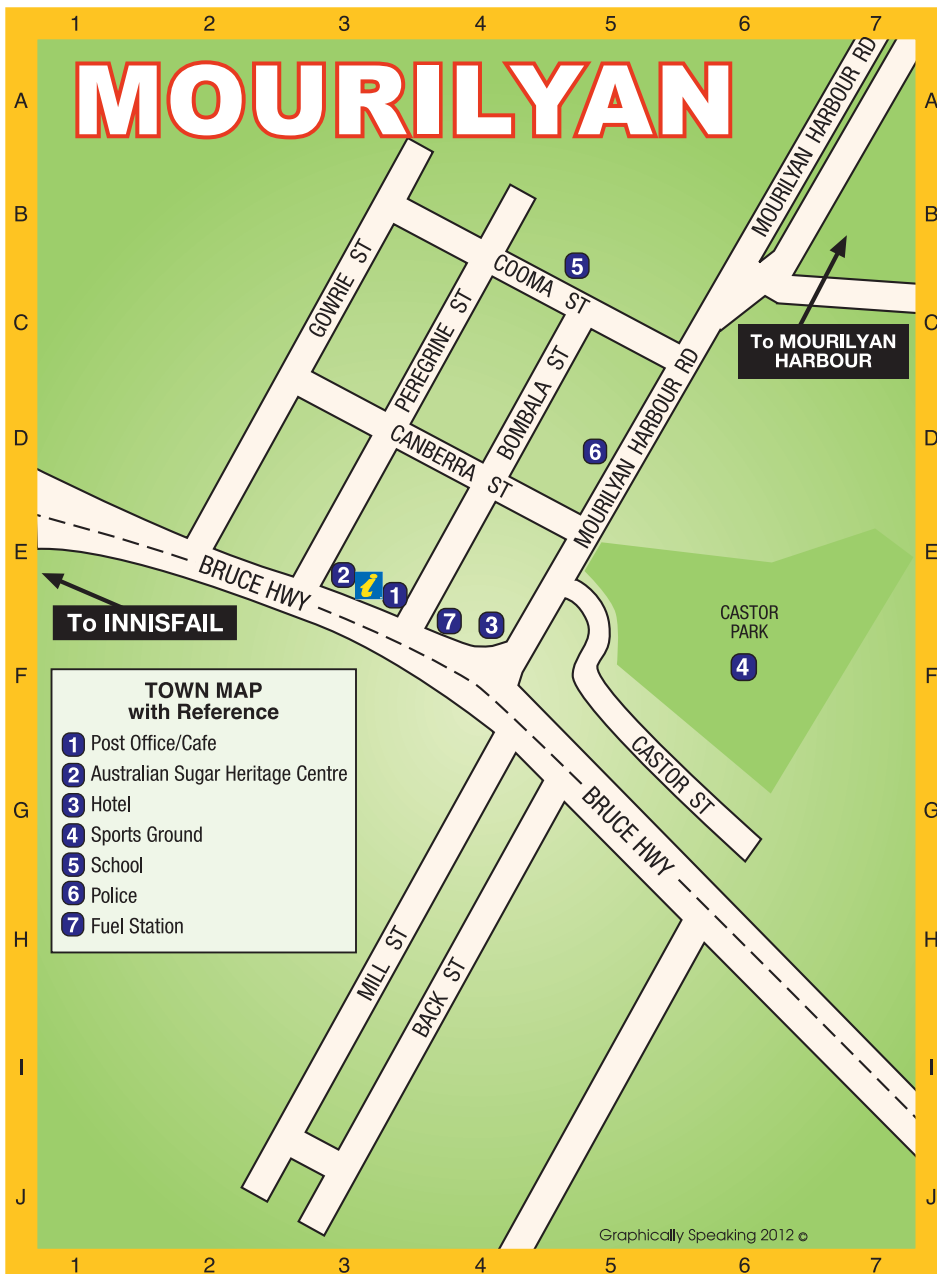 1 2 3 4 5 6 7
MOURILYAN
A A
B B
C C
D D
E E
F F
G G
H H
I I
J J
MOURILYAN HARBOUR RD
GOWRIE ST
PEREGRINE ST
COOMA ST
5
BOMBALA ST
MOURILYAN HARBOUR RD
To MOURILYAN
HARBOUR
CANBERRA ST
6
BRUCE HWY
2
i
1
7
3
To INNISFAIL
CASTOR
PARK
4
CASTOR ST
TOWN MAP
with Reference
1 Post Office/Cafe
2 Australian Sugar Heritage Centre
3 Hotel
4 Sports Ground
5 School
6 Police
7 Fuel Station
BRUCE HWY
MILL ST
BACK ST
Graphically Speaking 2012 ©
1 2 3 4 5 6 7